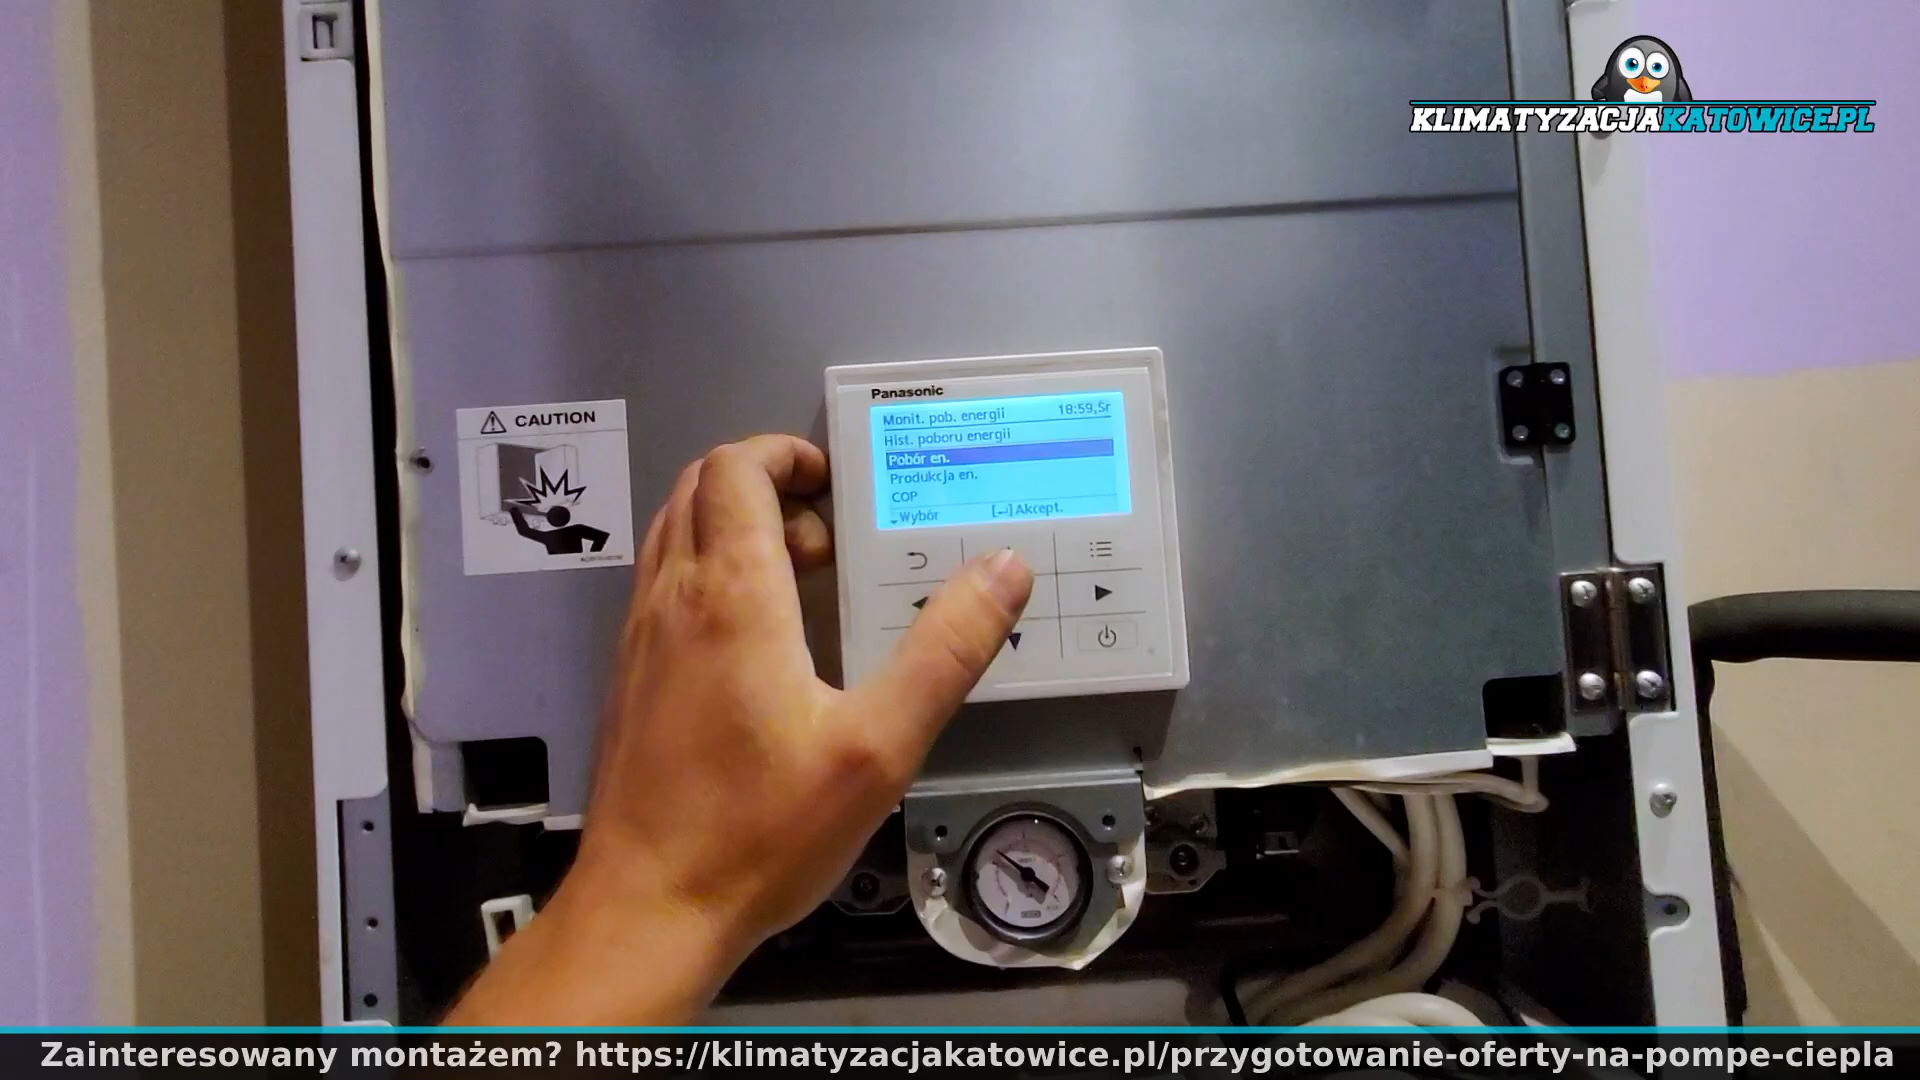 KLIMATYZACJAKATOWICE.PL
Panasonic
Monit. pob. energii 18:59,Śr
Hist. poboru energii
Pobór en.
Produkcja en.
COP
Wybór [↵] Akcept.
CAUTION
Zainteresowany montażem? https://klimatyzacjakatowice.pl/przygotowanie-oferty-na-pompe-ciepla